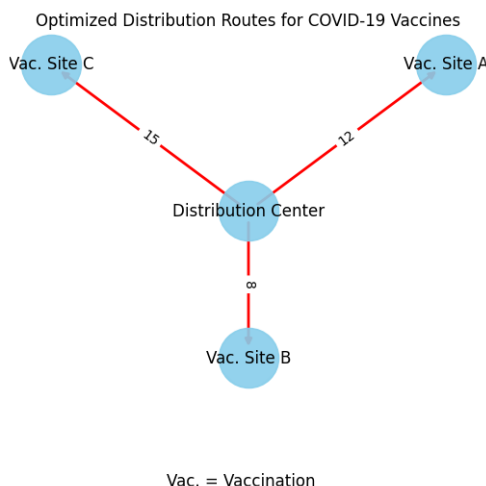 Optimized Distribution Routes for COVID-19 Vaccines
Vac. Site C
Vac. Site A
15
12
Distribution Center
8
Vac. Site B
Vac. = Vaccination